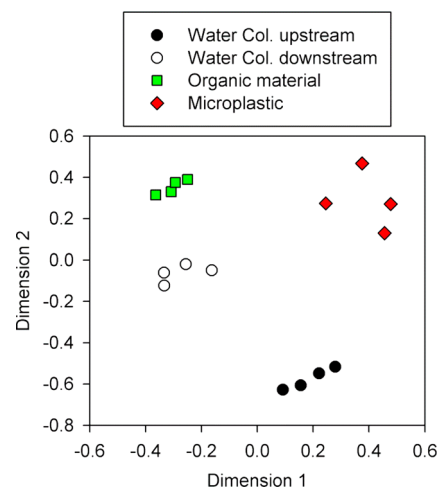 Water Col. upstream
Water Col. downstream
Organic material
Microplastic
0.6
0.4
0.2
0.0
-0.2
-0.4
-0.6
-0.8
Dimension 2
-0.6 -0.4 -0.2 0.0 0.2 0.4 0.6
Dimension 1